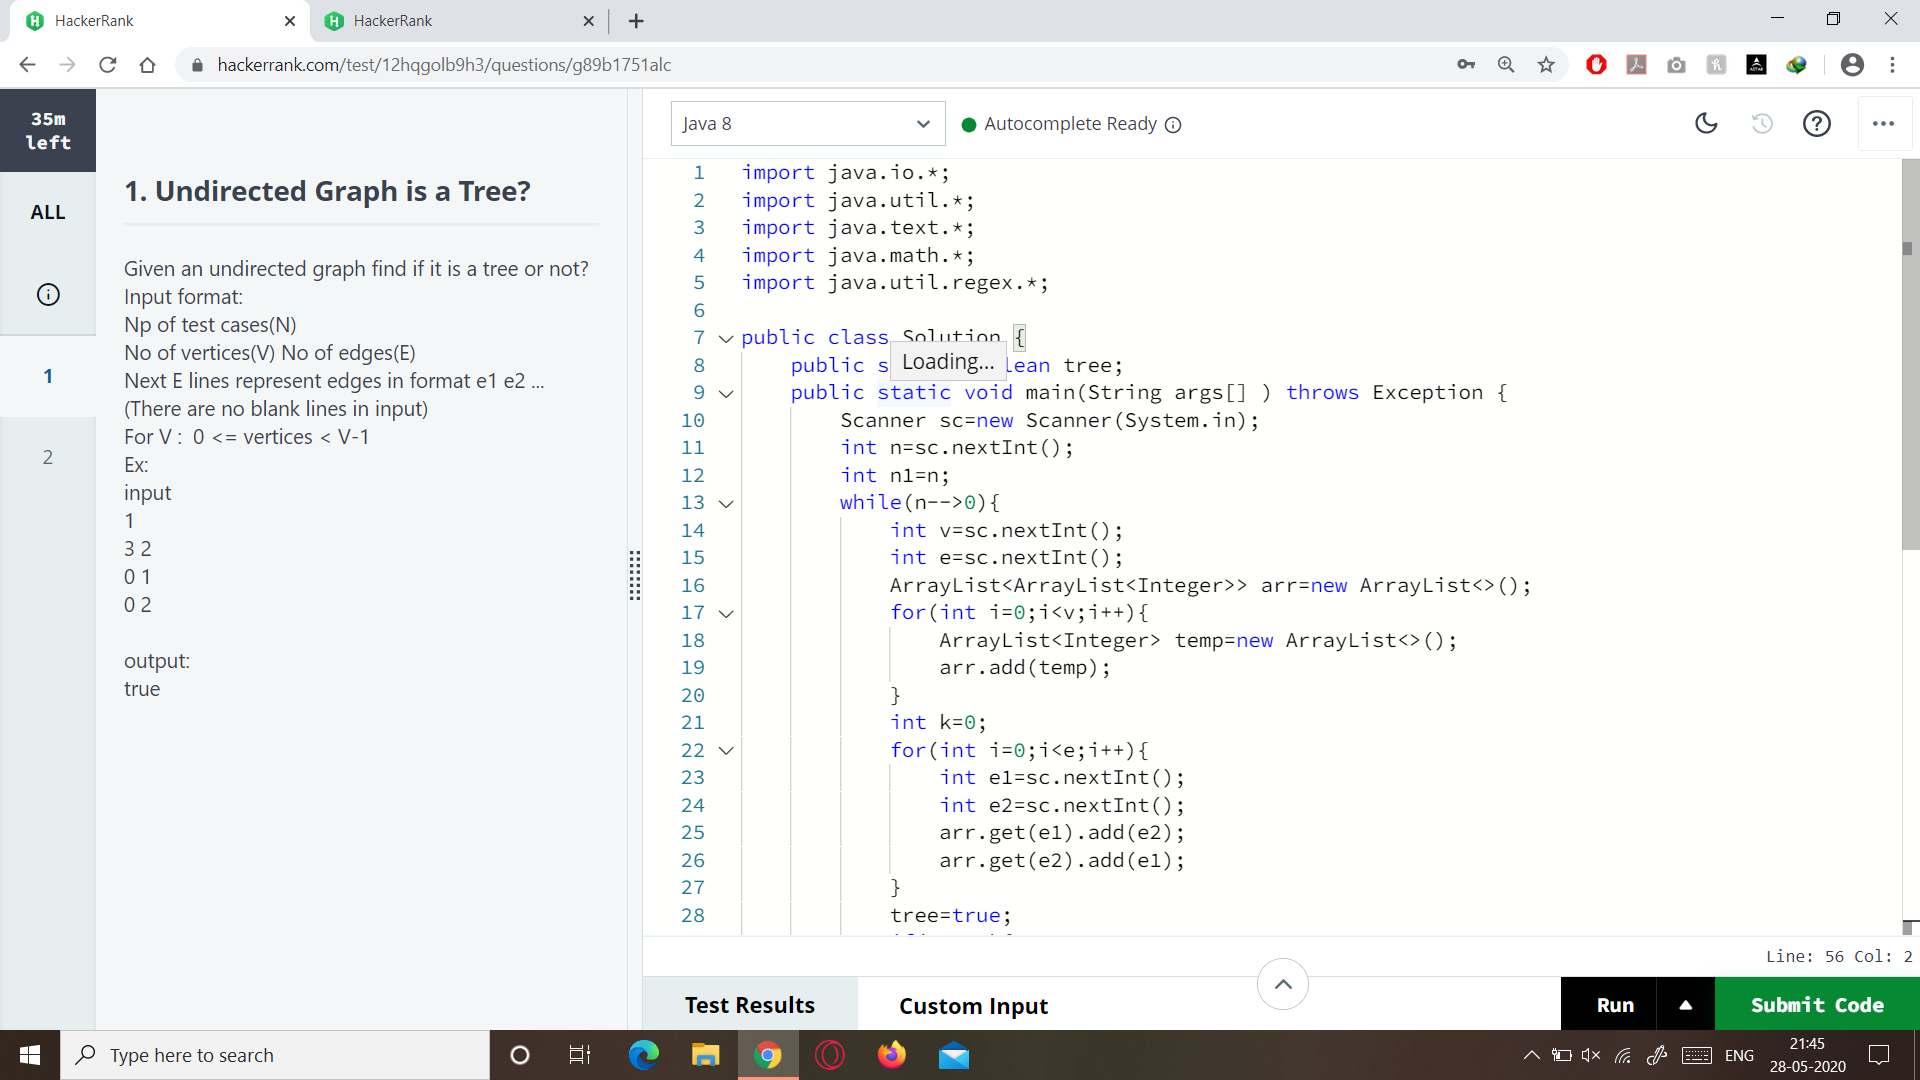 HackerRank
HackerRank
hackerrank.com/test/12hqgolb9h3/questions/g89b1751alc
35m
left
ALL
1
2
1. Undirected Graph is a Tree?
Given an undirected graph find if it is a tree or not?
Input format:
Np of test cases(N)
No of vertices(V) No of edges(E)
Next E lines represent edges in format e1 e2 ...
(There are no blank lines in input)
For V :  0 <= vertices < V-1
Ex:
input
1
3 2
0 1
0 2
output:
true
Java 8
Autocomplete Ready
1 import java.io.*;
2 import java.util.*;
3 import java.text.*;
4 import java.math.*;
5 import java.util.regex.*;
6
7 public class Solution {
8 public s lean tree;
Loading...
9 public static void main(String args[] ) throws Exception {
10 Scanner sc=new Scanner(System.in);
11 int n=sc.nextInt();
12 int n1=n;
13 while(n-->0){
14 int v=sc.nextInt();
15 int e=sc.nextInt();
16 ArrayList<ArrayList<Integer>> arr=new ArrayList<>();
17 for(int i=0;i<v;i++){
18 ArrayList<Integer> temp=new ArrayList<>();
19 arr.add(temp);
20 }
21 int k=0;
22 for(int i=0;i<e;i++){
23 int e1=sc.nextInt();
24 int e2=sc.nextInt();
25 arr.get(e1).add(e2);
26 arr.get(e2).add(e1);
27 }
28 tree=true;
Line: 56 Col: 2
Test Results
Custom Input
Run
Submit Code
Type here to search
ENG
21:45
28-05-2020